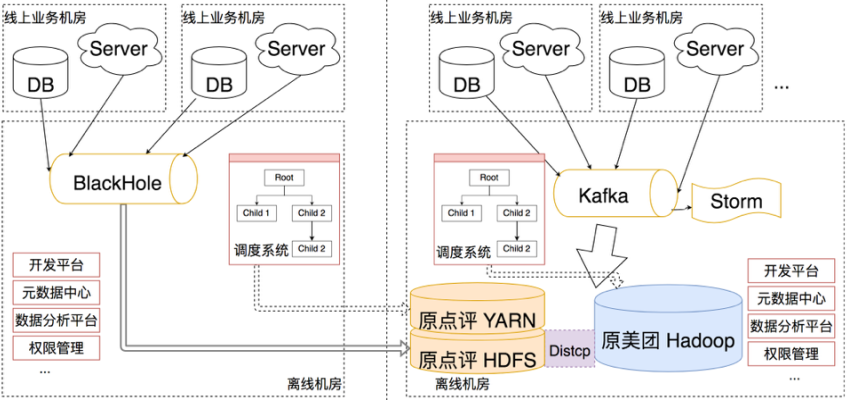 线上业务机房
DB
Server
线上业务机房
DB
Server
BlackHole
Root
Child 1
Child 2
Child 2
调度系统
开发平台
元数据中心
数据分析平台
权限管理
...
离线机房
线上业务机房
DB
Server
线上业务机房
DB
Server
...
Kafka
Storm
Root
Child 1
Child 2
Child 2
调度系统
原点评 YARN
原点评 HDFS
Distcp
原美团 Hadoop
开发平台
元数据中心
数据分析平台
权限管理
...
离线机房